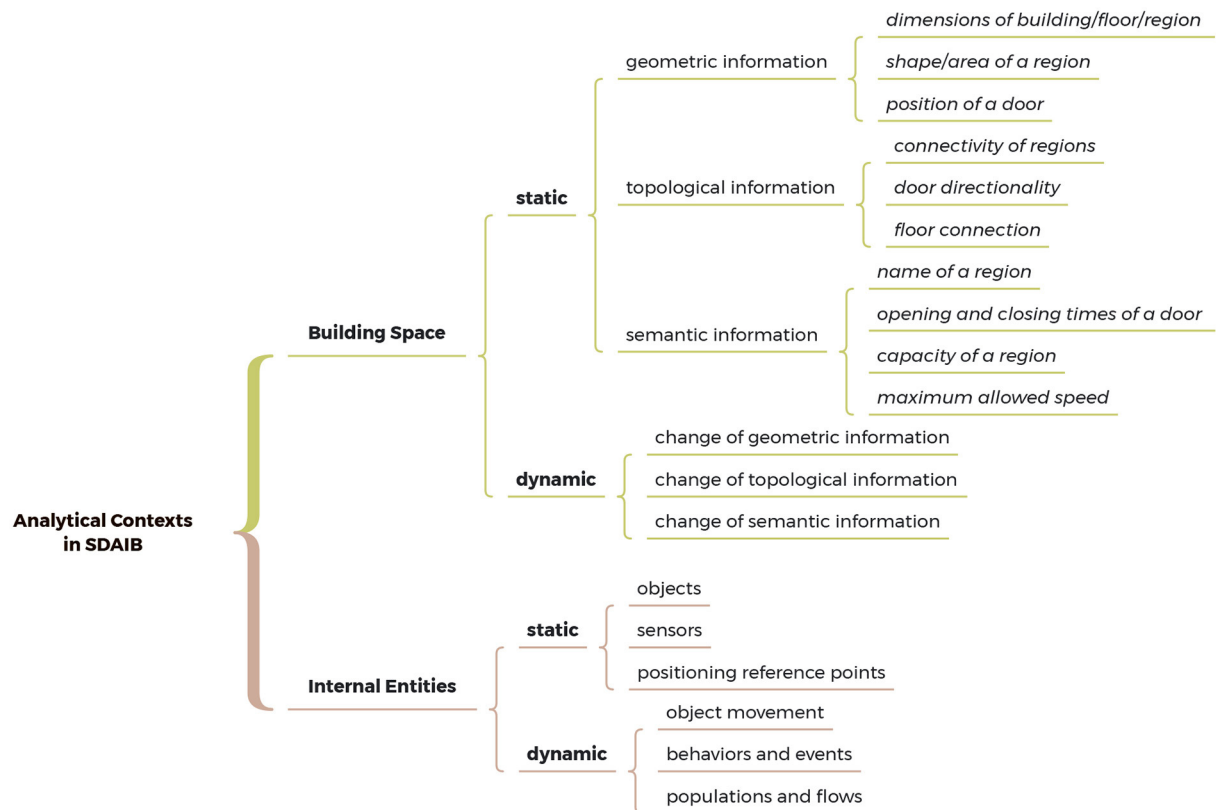 dimensions of building/floor/region
geometric information
shape/area of a region
position of a door
connectivity of regions
static
topological information
door directionality
floor connection
name of a region
opening and closing times of a door
Building Space
semantic information
capacity of a region
maximum allowed speed
change of geometric information
dynamic
change of topological information
change of semantic information
Analytical Contexts
in SDAIB
objects
static
sensors
positioning reference points
Internal Entities
object movement
dynamic
behaviors and events
populations and flows